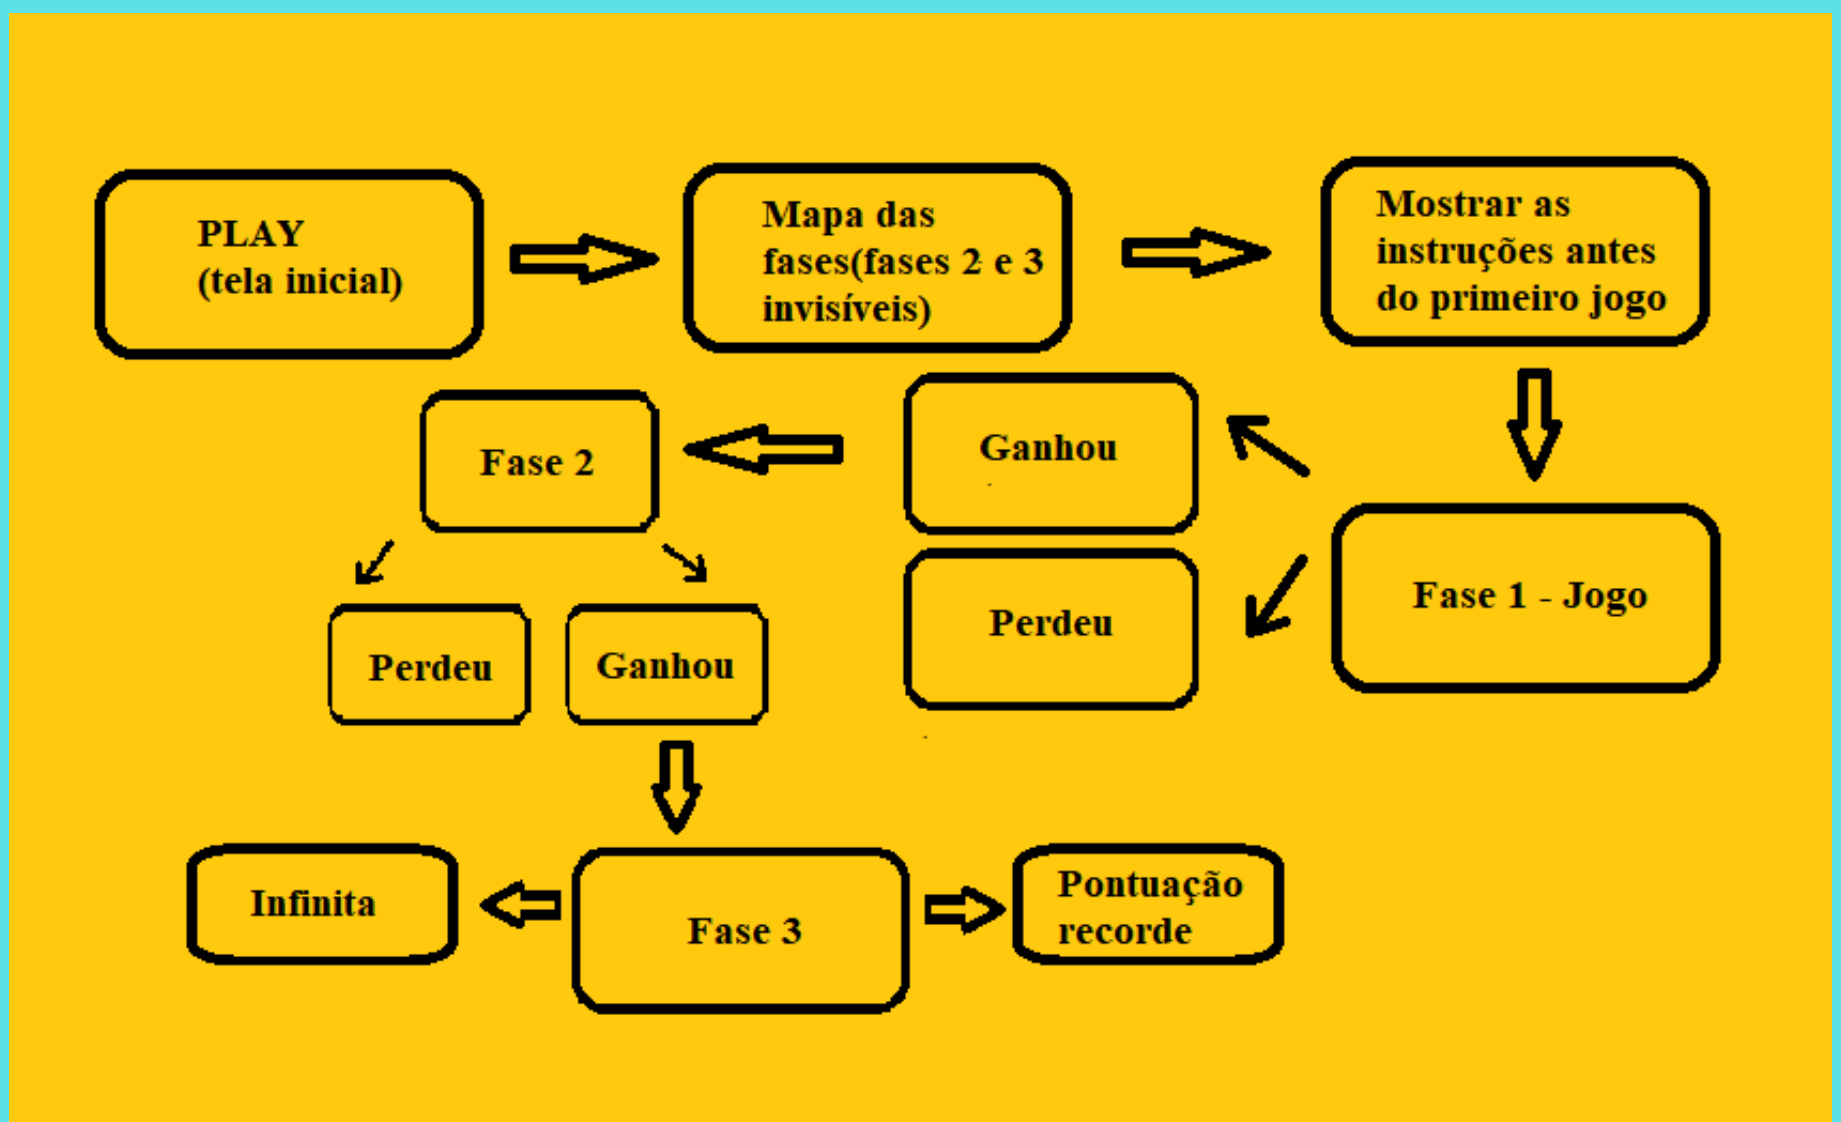 PLAY
(tela inicial)
Mapa das
fases(fases 2 e 3
invisíveis)
Mostrar as
instruções antes
do primeiro jogo
Fase 1 - Jogo
Ganhou
Perdeu
Fase 2
Perdeu
Ganhou
Fase 3
Infinita
Pontuação
recorde